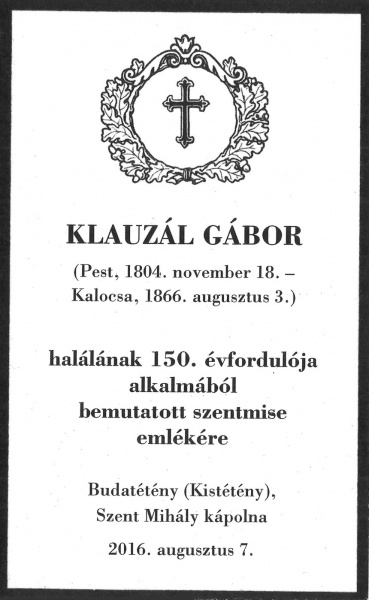 KLAUZÁL GÁBOR
(Pest, 1804. november 18. –
Kalocsa, 1866. augusztus 3.)
halálának 150. évfordulója
alkalmából
bemutatott szentmise
emlékére
Budatétény (Kistétény),
Szent Mihály kápolna
2016. augusztus 7.